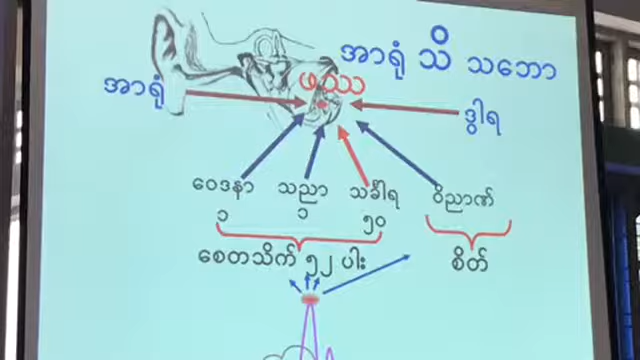 အာရုံ သိ သဘော
အာရုံ ဖဿ ဒွါရ
ဝေဒနာ သညာ သင်္ခါရ ဝိညာဏ်
၁ ၁ ၅၀
စေတသိက် ၅၂ ပါး စိတ်